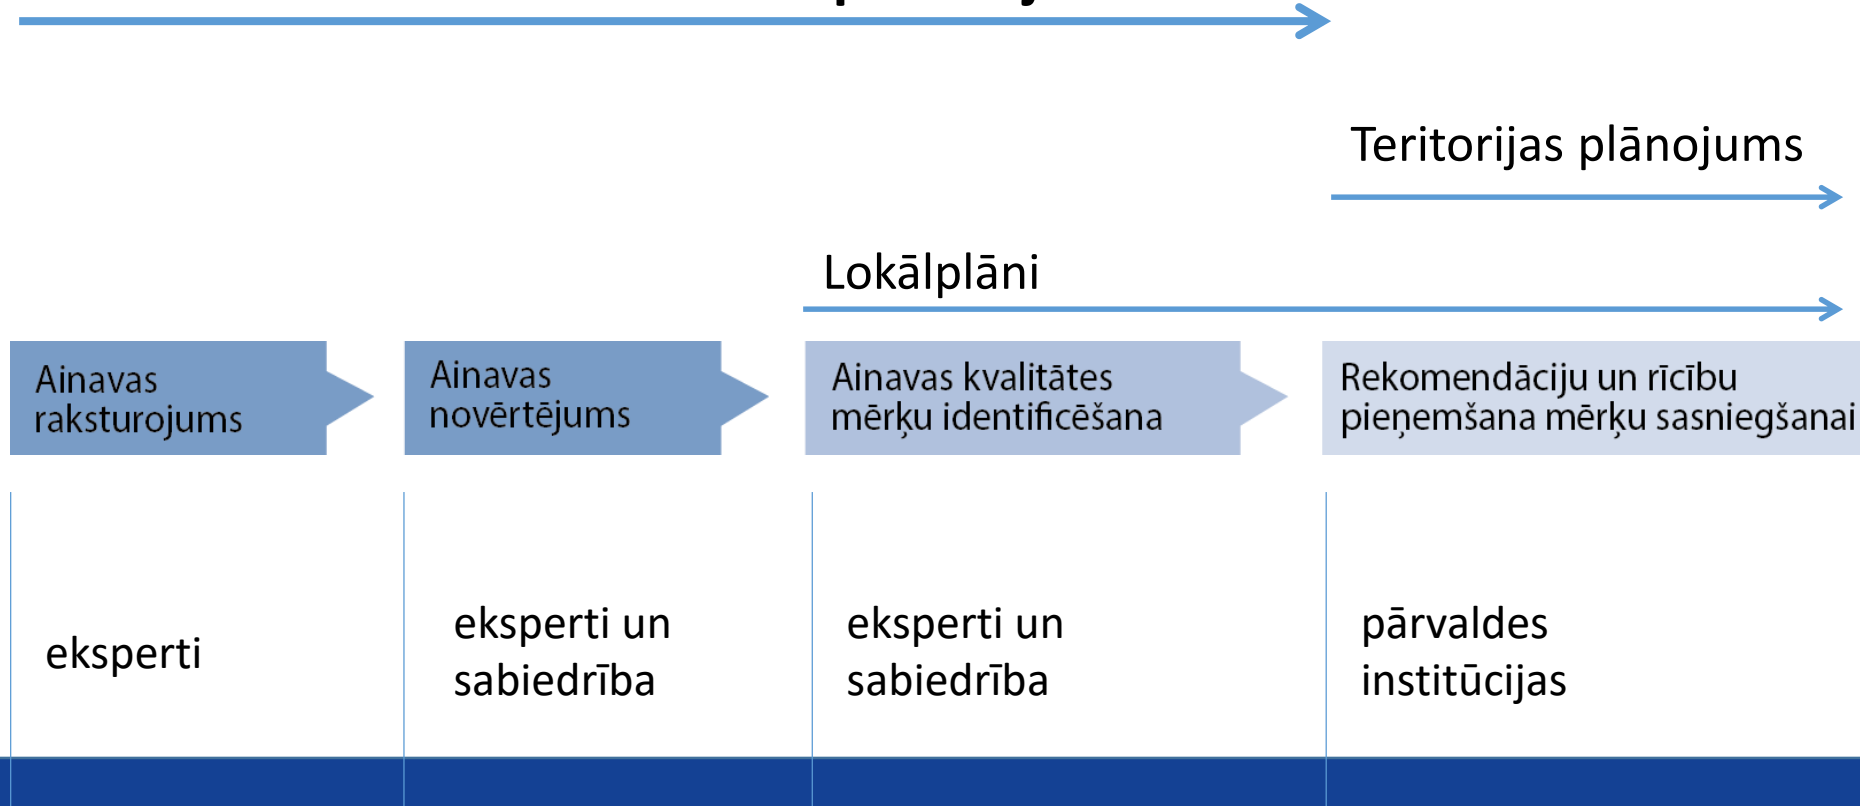 Teritorijas plānojums
Lokālplāni
Ainavas
raksturojums
Ainavas
novērtējums
Ainavas kvalitātes
mērķu identificēšana
Rekomendāciju un rīcību
pieņemšana mērķu sasniegšanai
eksperti
eksperti un
sabiedrība
eksperti un
sabiedrība
pārvaldes
institūcijas